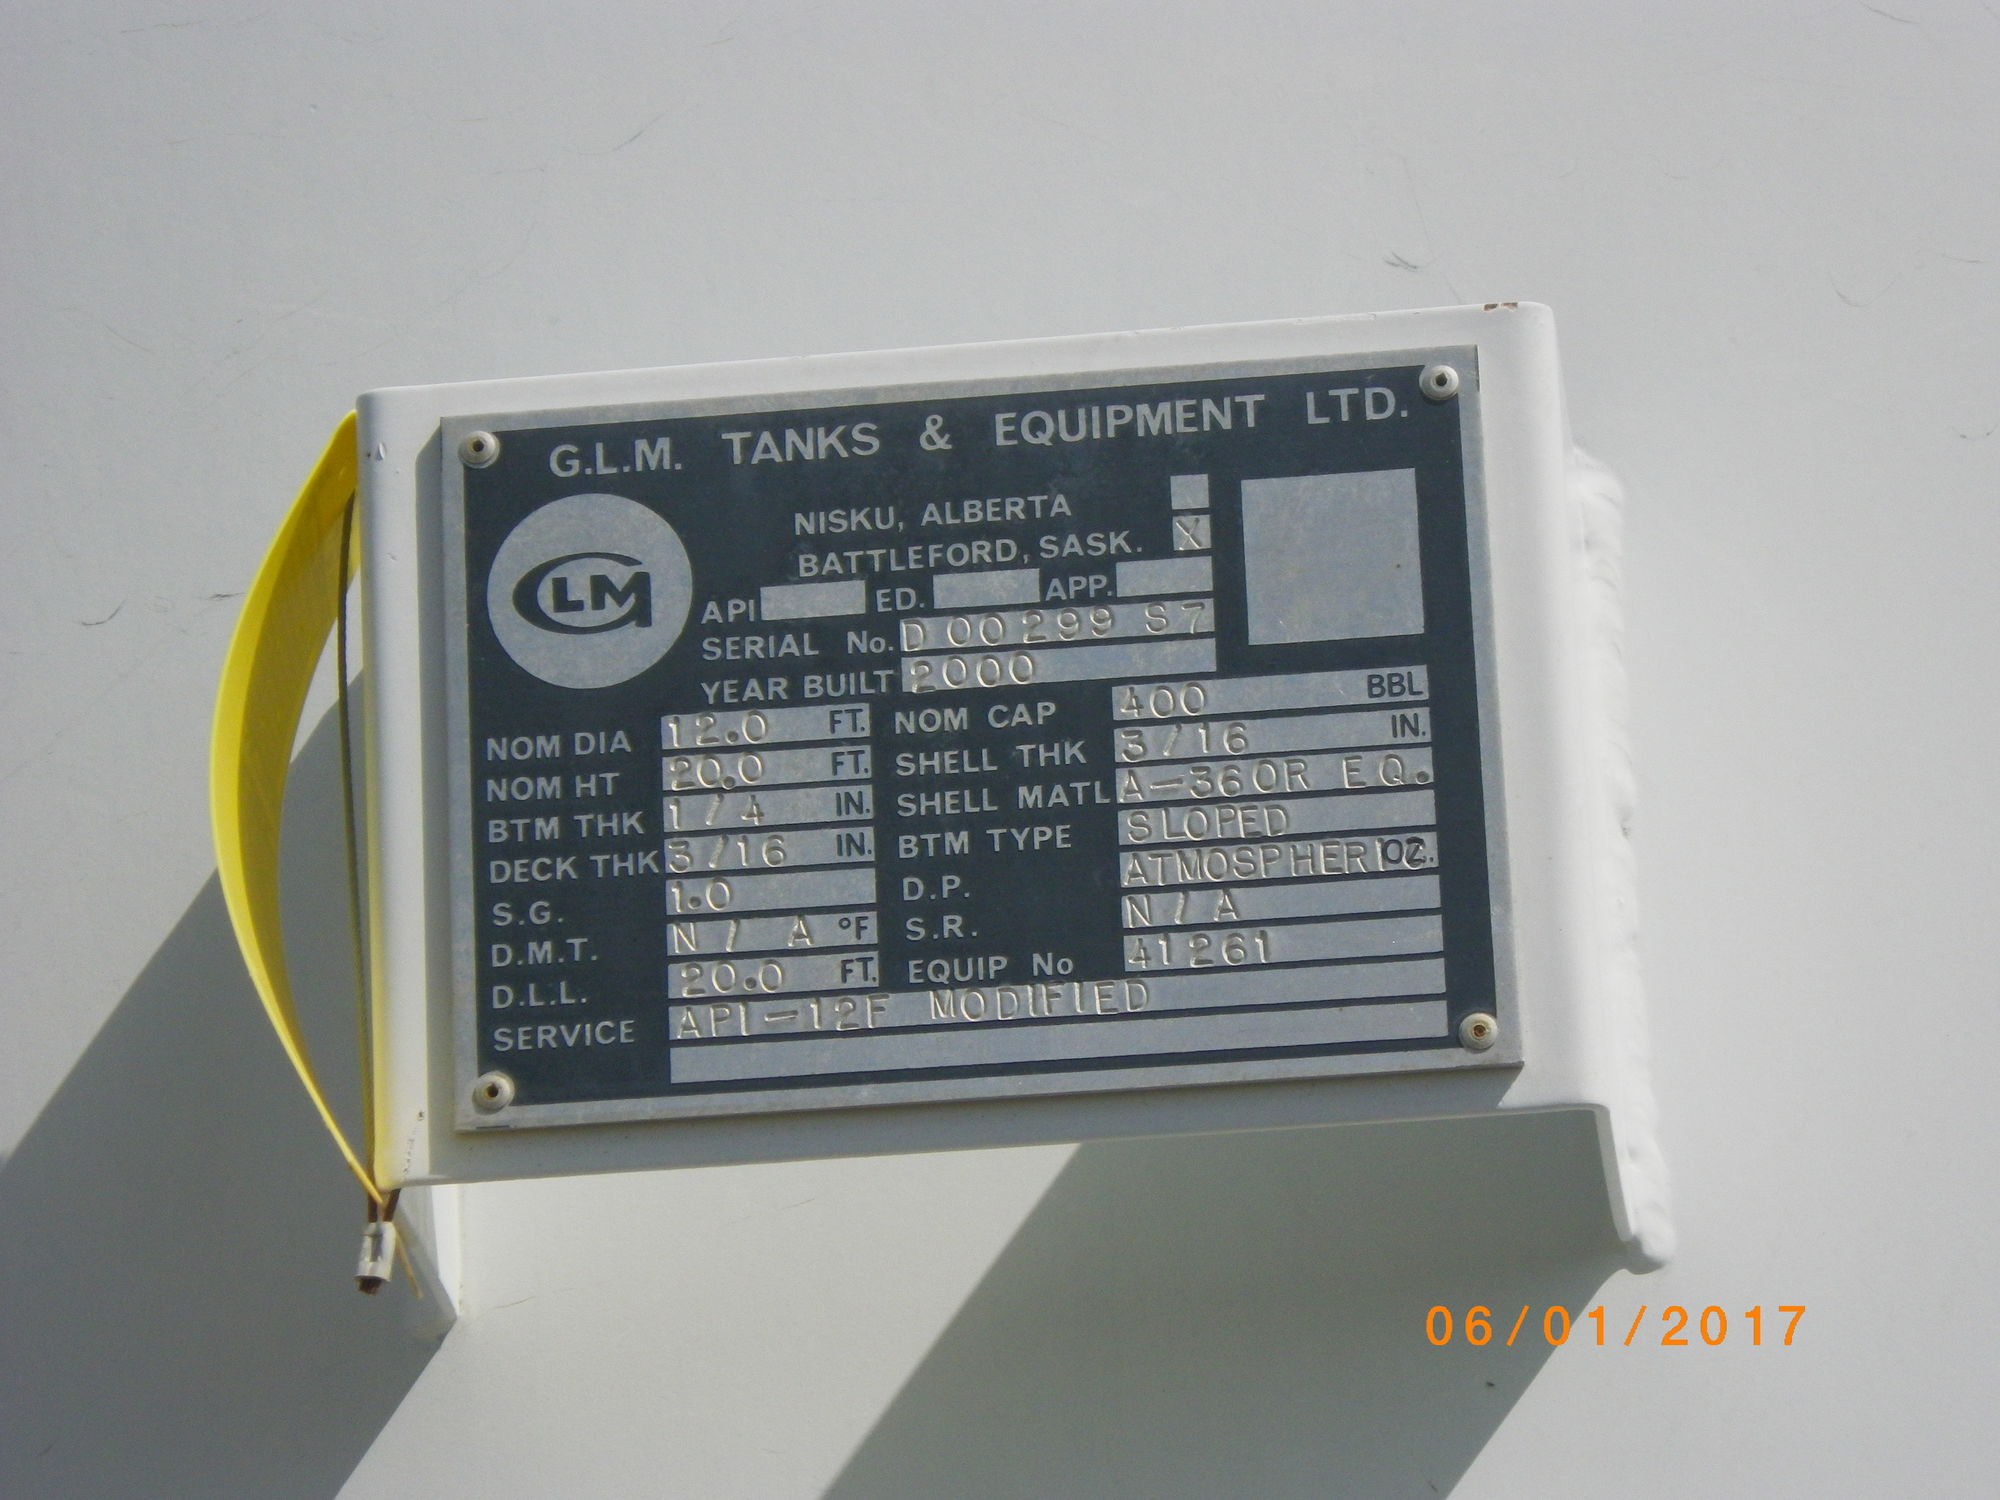 G.L.M. TANKS & EQUIPMENT LTD.
GLM
NISKU, ALBERTA
BATTLEFORD, SASK. X
API ED. APP.
SERIAL No. D 00299 S7
YEAR BUILT 2000
NOM DIA 12.0 FT. NOM CAP 400 BBL
NOM HT 20.0 FT. SHELL THK 3/16 IN.
BTM THK 1/4 IN. SHELL MATL A-36OR EQ.
DECK THK 3/16 IN. BTM TYPE SLOPED
S.G. 1.0 D.P. ATMOSPHERIC OZ.
D.M.T. N/A °F S.R. N/A
D.L.L. 20.0 FT. EQUIP No 41261
SERVICE API-12F MODIFIED
06/01/2017